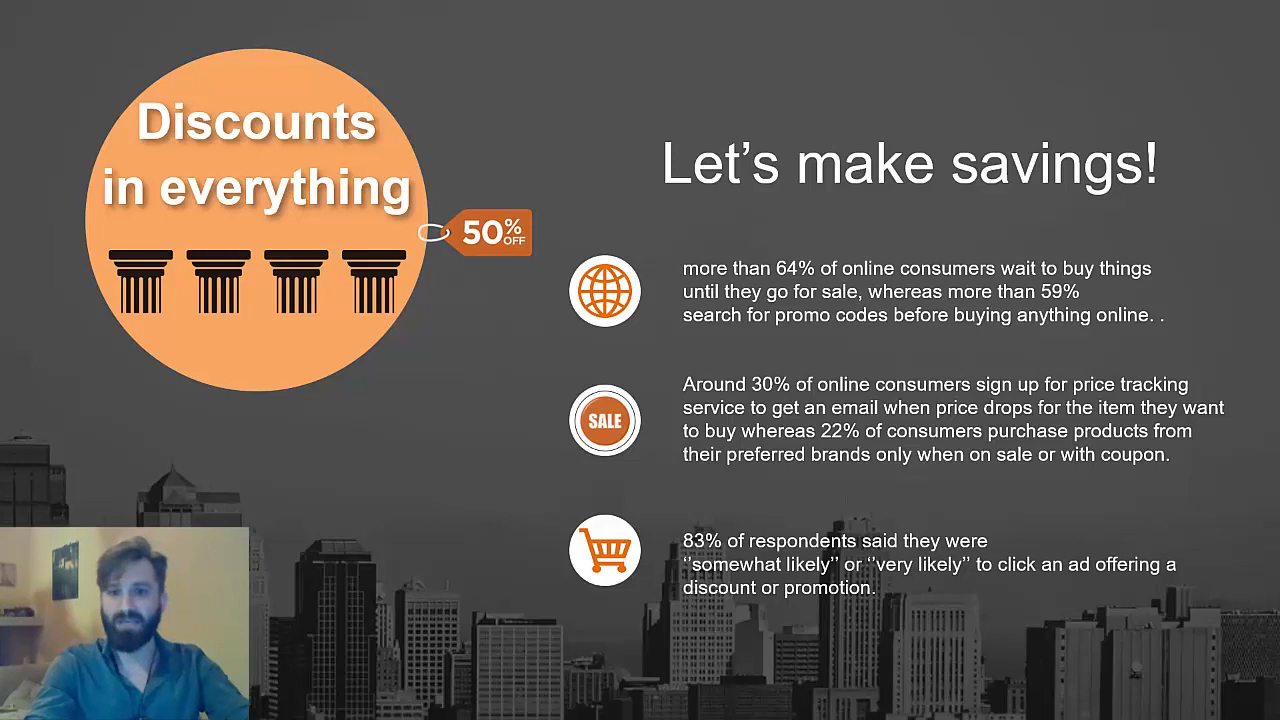 Discounts
in everything
50% OFF
Let’s make savings!
more than 64% of online consumers wait to buy things
until they go for sale, whereas more than 59%
search for promo codes before buying anything online. .
SALE
Around 30% of online consumers sign up for price tracking
service to get an email when price drops for the item they want
to buy whereas 22% of consumers purchase products from
their preferred brands only when on sale or with coupon.
83% of respondents said they were
‘‘somewhat likely’’ or ‘‘very likely’’ to click an ad offering a
discount or promotion.